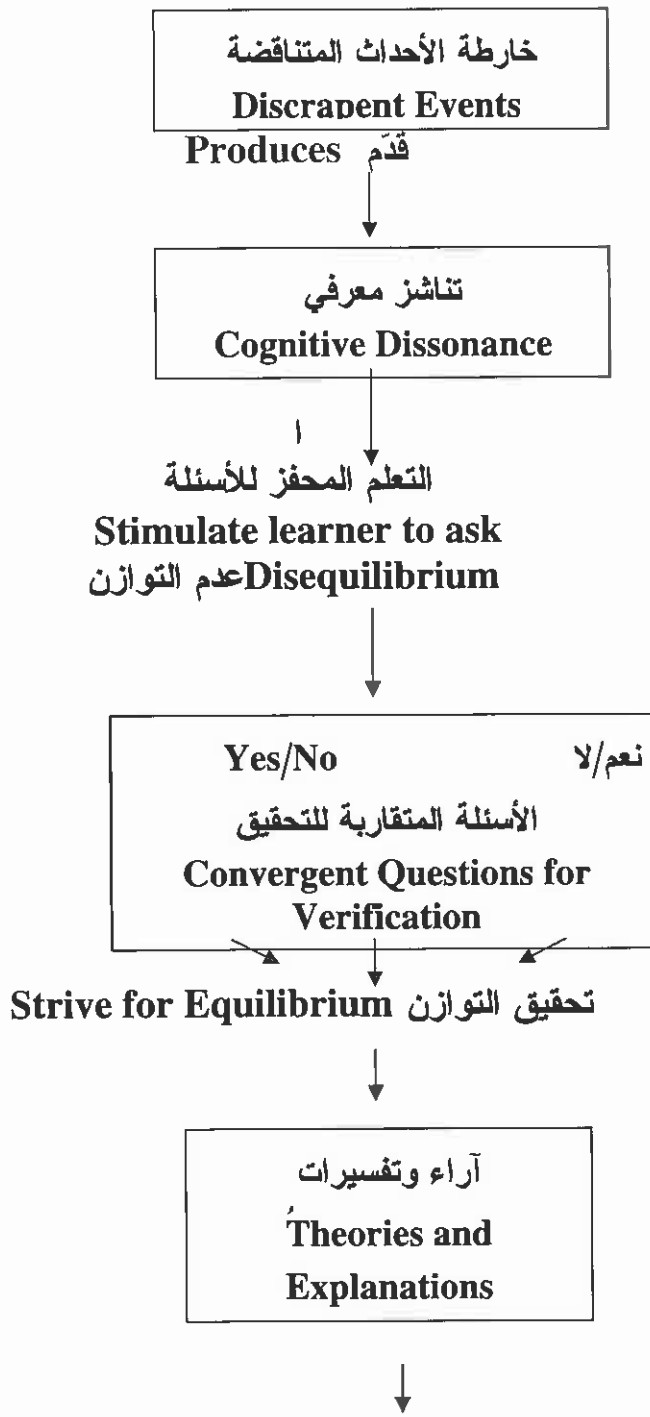 خارطة الأحداث المتناقضة
Discrapent Events
Produces قدّم
تناشز معرفي
Cognitive Dissonance
ا
التعلم المحفز للأسئلة
Stimulate learner to ask
عدم التوازن Disequilibrium
Yes/No نعم/لا
الأسئلة المتقاربة للتحقيق
Convergent Questions for
Verification
Strive for Equilibrium تحقيق التوازن
آراء وتفسيرات
Theories and
Explanations